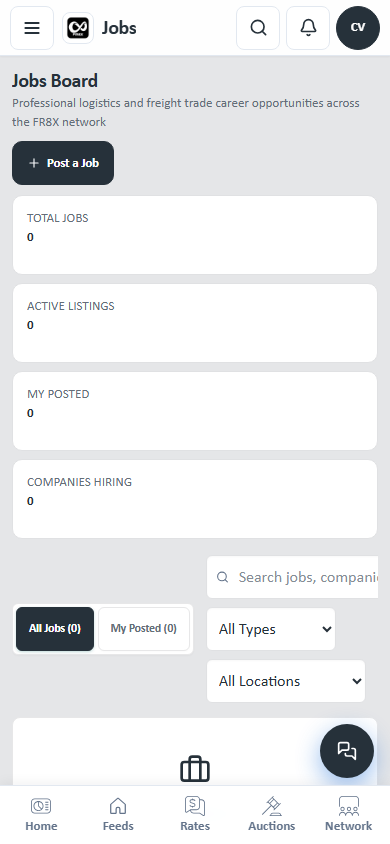 Jobs
CV
Jobs Board
Professional logistics and freight trade career opportunities across
the FR8X network
Post a Job
TOTAL JOBS
0
ACTIVE LISTINGS
0
MY POSTED
0
COMPANIES HIRING
0
Search jobs, compani
All Jobs (0)
My Posted (0)
All Types
All Locations
Home
Feeds
Rates
Auctions
Network